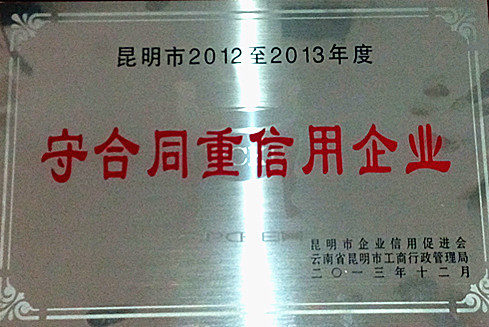 昆明市2012至2013年度
守合同重信用企业
昆明市企业信用促进会
云南省昆明市工商行政管理局
二〇一三年十二月